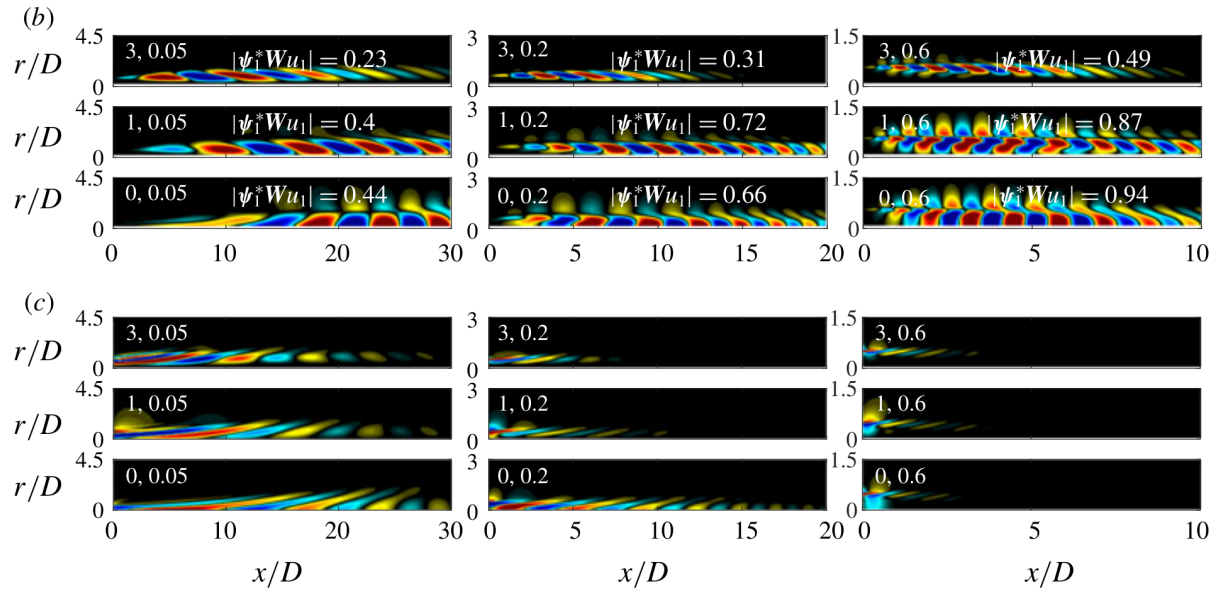 (b)
4.5 3 1.5
3, 0.05 |ψ₁*Wu₁| = 0.23 3, 0.2 |ψ₁*Wu₁| = 0.31 3, 0.6 |ψ₁*Wu₁| = 0.49
r/D
0 0 0
4.5 3 1.5
1, 0.05 |ψ₁*Wu₁| = 0.4 1, 0.2 |ψ₁*Wu₁| = 0.72 1, 0.6 |ψ₁*Wu₁| = 0.87
r/D
0 0 0
4.5 3 1.5
0, 0.05 |ψ₁*Wu₁| = 0.44 0, 0.2 |ψ₁*Wu₁| = 0.66 0, 0.6 |ψ₁*Wu₁| = 0.94
r/D
0 0 0
0 10 20 30 0 5 10 15 20 0 5 10
(c)
4.5 3 1.5
3, 0.05 3, 0.2 3, 0.6
r/D
0 0 0
4.5 3 1.5
1, 0.05 1, 0.2 1, 0.6
r/D
0 0 0
4.5 3 1.5
0, 0.05 0, 0.2 0, 0.6
r/D
0 0 0
0 10 20 30 0 5 10 15 20 0 5 10
x/D x/D x/D